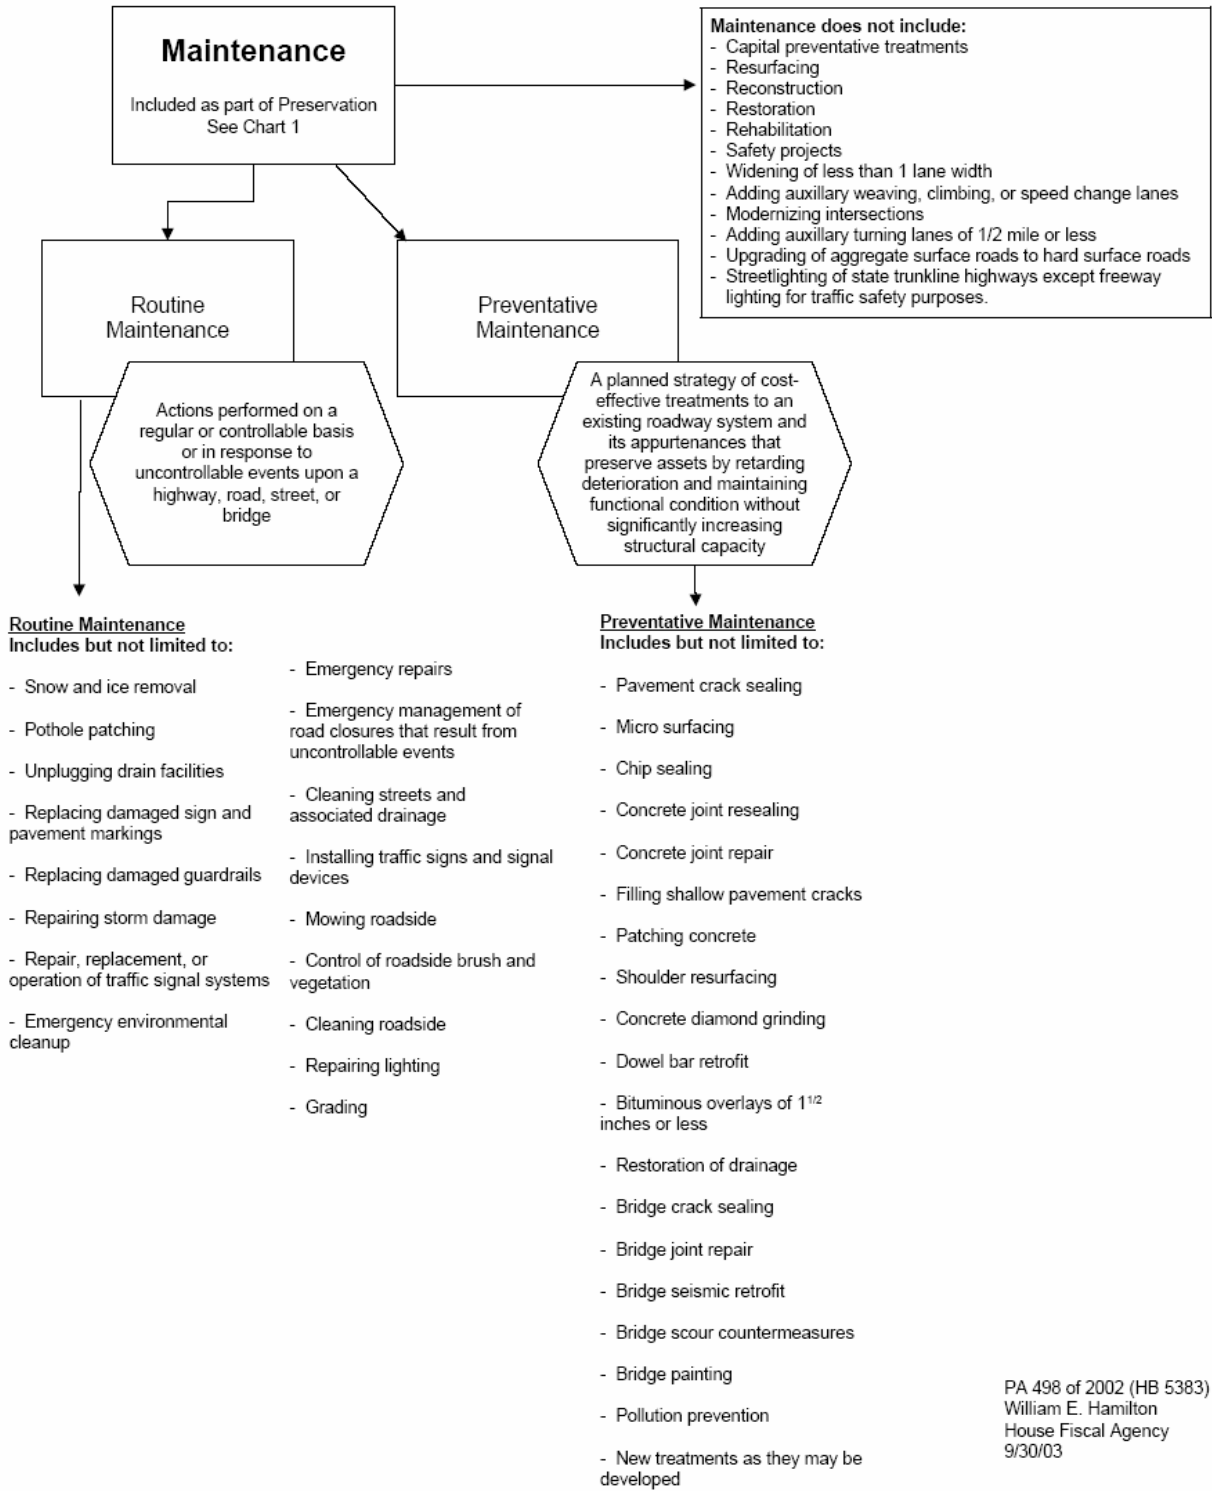 Maintenance
Included as part of Preservation
See Chart 1
Maintenance does not include:
- Capital preventative treatments
- Resurfacing
- Reconstruction
- Restoration
- Rehabilitation
- Safety projects
- Widening of less than 1 lane width
- Adding auxillary weaving, climbing, or speed change lanes
- Modernizing intersections
- Adding auxillary turning lanes of 1/2 mile or less
- Upgrading of aggregate surface roads to hard surface roads
- Streetlighting of state trunkline highways except freeway
lighting for traffic safety purposes.
Routine
Maintenance
Preventative
Maintenance
Actions performed on a
regular or controllable basis
or in response to
uncontrollable events upon a
highway, road, street, or
bridge
A planned strategy of cost-
effective treatments to an
existing roadway system and
its appurtenances that
preserve assets by retarding
deterioration and maintaining
functional condition without
significantly increasing
structural capacity
Routine Maintenance
Includes but not limited to:
- Snow and ice removal
- Pothole patching
- Unplugging drain facilities
- Replacing damaged sign and
pavement markings
- Replacing damaged guardrails
- Repairing storm damage
- Repair, replacement, or
operation of traffic signal systems
- Emergency environmental
cleanup
- Emergency repairs
- Emergency management of
road closures that result from
uncontrollable events
- Cleaning streets and
associated drainage
- Installing traffic signs and signal
devices
- Mowing roadside
- Control of roadside brush and
vegetation
- Cleaning roadside
- Repairing lighting
- Grading
Preventative Maintenance
Includes but not limited to:
- Pavement crack sealing
- Micro surfacing
- Chip sealing
- Concrete joint resealing
- Concrete joint repair
- Filling shallow pavement cracks
- Patching concrete
- Shoulder resurfacing
- Concrete diamond grinding
- Dowel bar retrofit
- Bituminous overlays of 1 1/2
inches or less
- Restoration of drainage
- Bridge crack sealing
- Bridge joint repair
- Bridge seismic retrofit
- Bridge scour countermeasures
- Bridge painting
- Pollution prevention
- New treatments as they may be
developed
PA 498 of 2002 (HB 5383)
William E. Hamilton
House Fiscal Agency
9/30/03